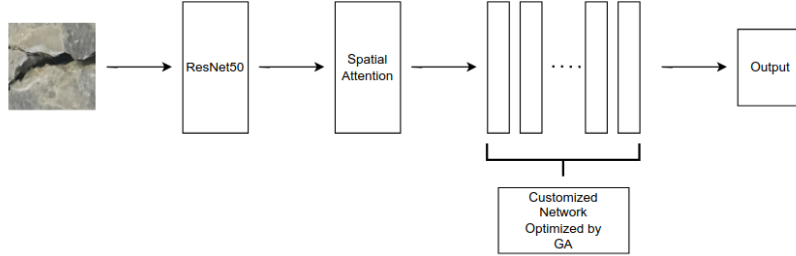 ResNet50
Spatial
Attention
....
Output
Customized
Network
Optimized by
GA